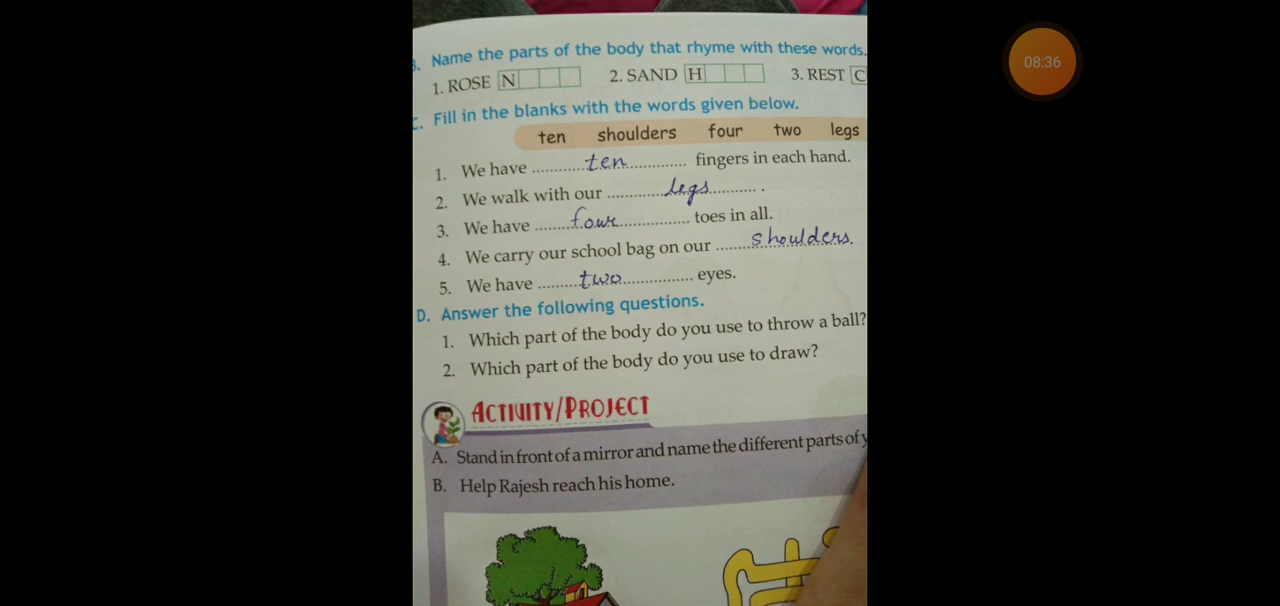 08:36
B. Name the parts of the body that rhyme with these words.
1. ROSE N 2. SAND H 3. REST C
C. Fill in the blanks with the words given below.
ten shoulders four two legs
1. We have ten fingers in each hand.
2. We walk with our legs.
3. We have four toes in all.
4. We carry our school bag on our shoulders.
5. We have two eyes.
D. Answer the following questions.
1. Which part of the body do you use to throw a ball?
2. Which part of the body do you use to draw?
ACTIVITY/PROJECT
A. Stand in front of a mirror and name the different parts of
B. Help Rajesh reach his home.